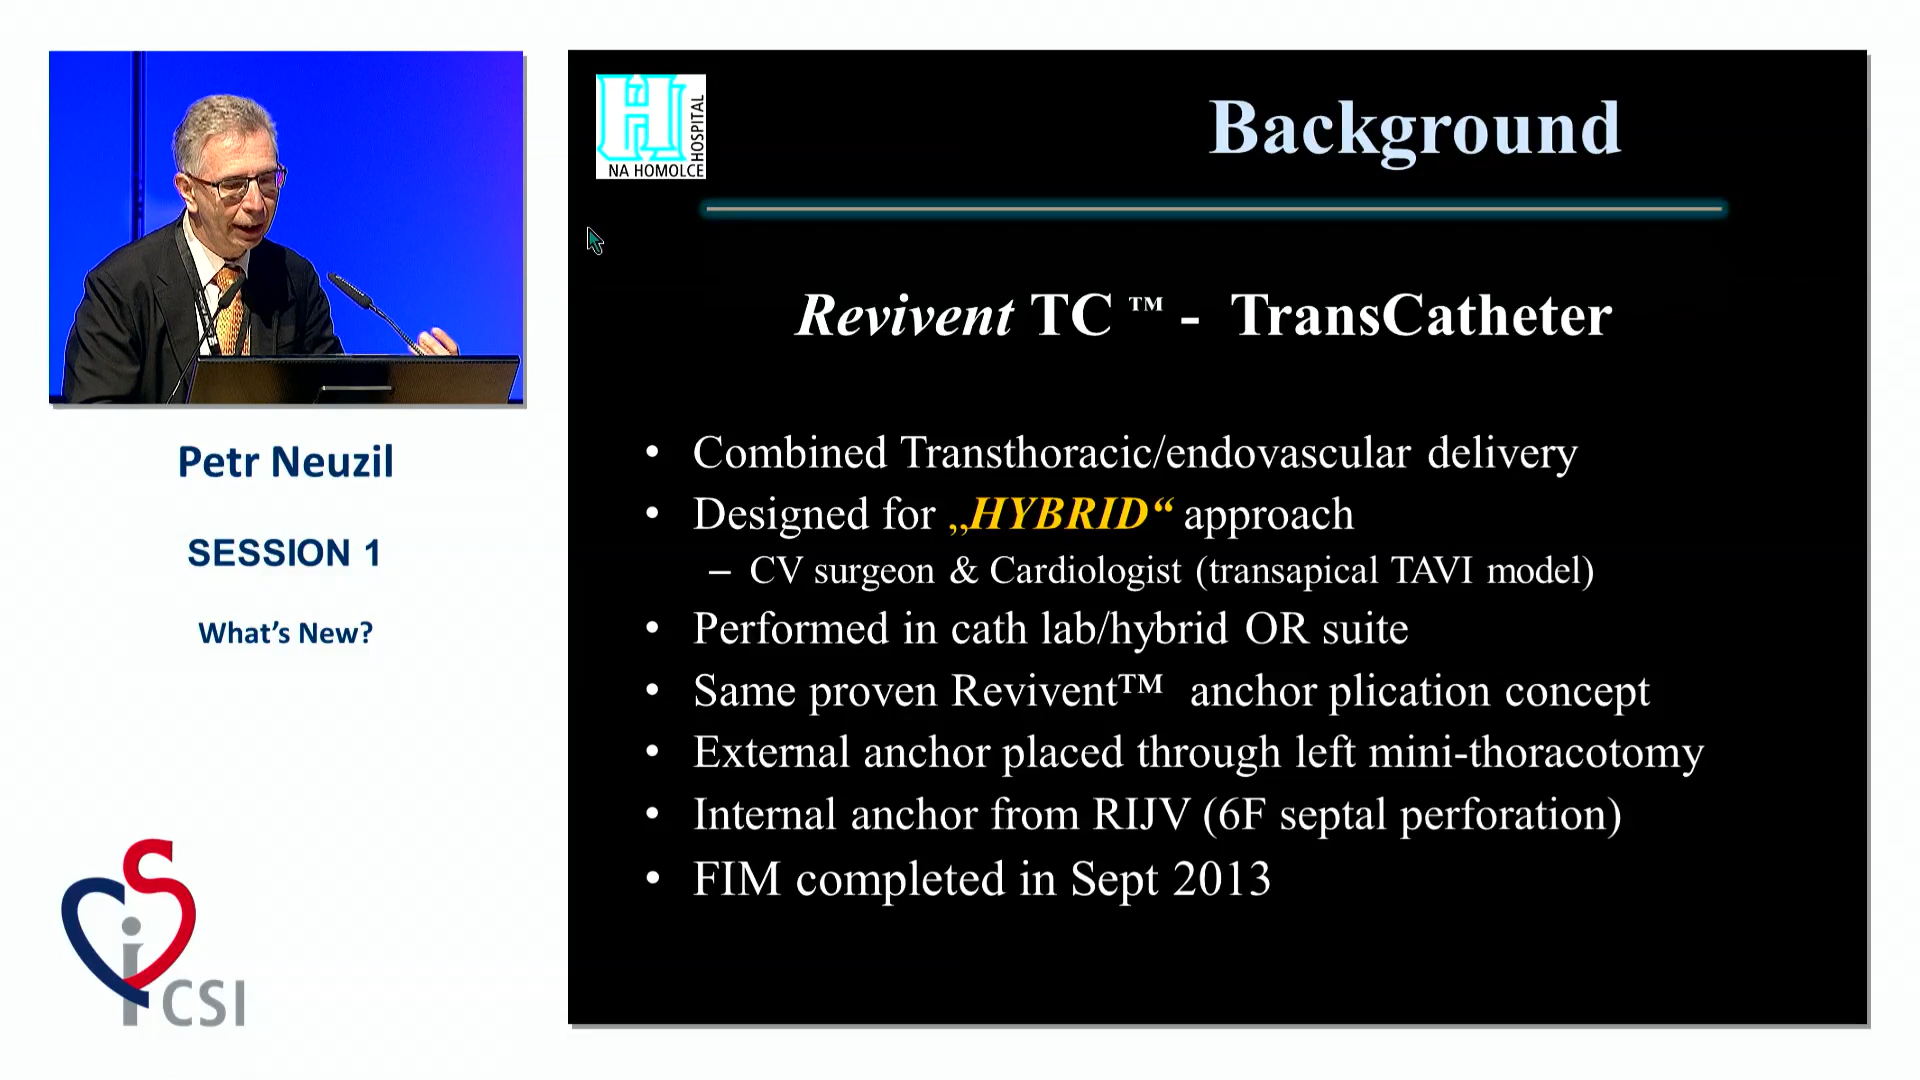 Petr Neuzil
SESSION 1
What's New?
iCSI
H
HOSPITAL
NA HOMOLCE
Background
Revivent TC ™ - TransCatheter
• Combined Transthoracic/endovascular delivery
• Designed for „HYBRID“ approach
– CV surgeon & Cardiologist (transapical TAVI model)
• Performed in cath lab/hybrid OR suite
• Same proven Revivent™ anchor plication concept
• External anchor placed through left mini-thoracotomy
• Internal anchor from RIJV (6F septal perforation)
• FIM completed in Sept 2013